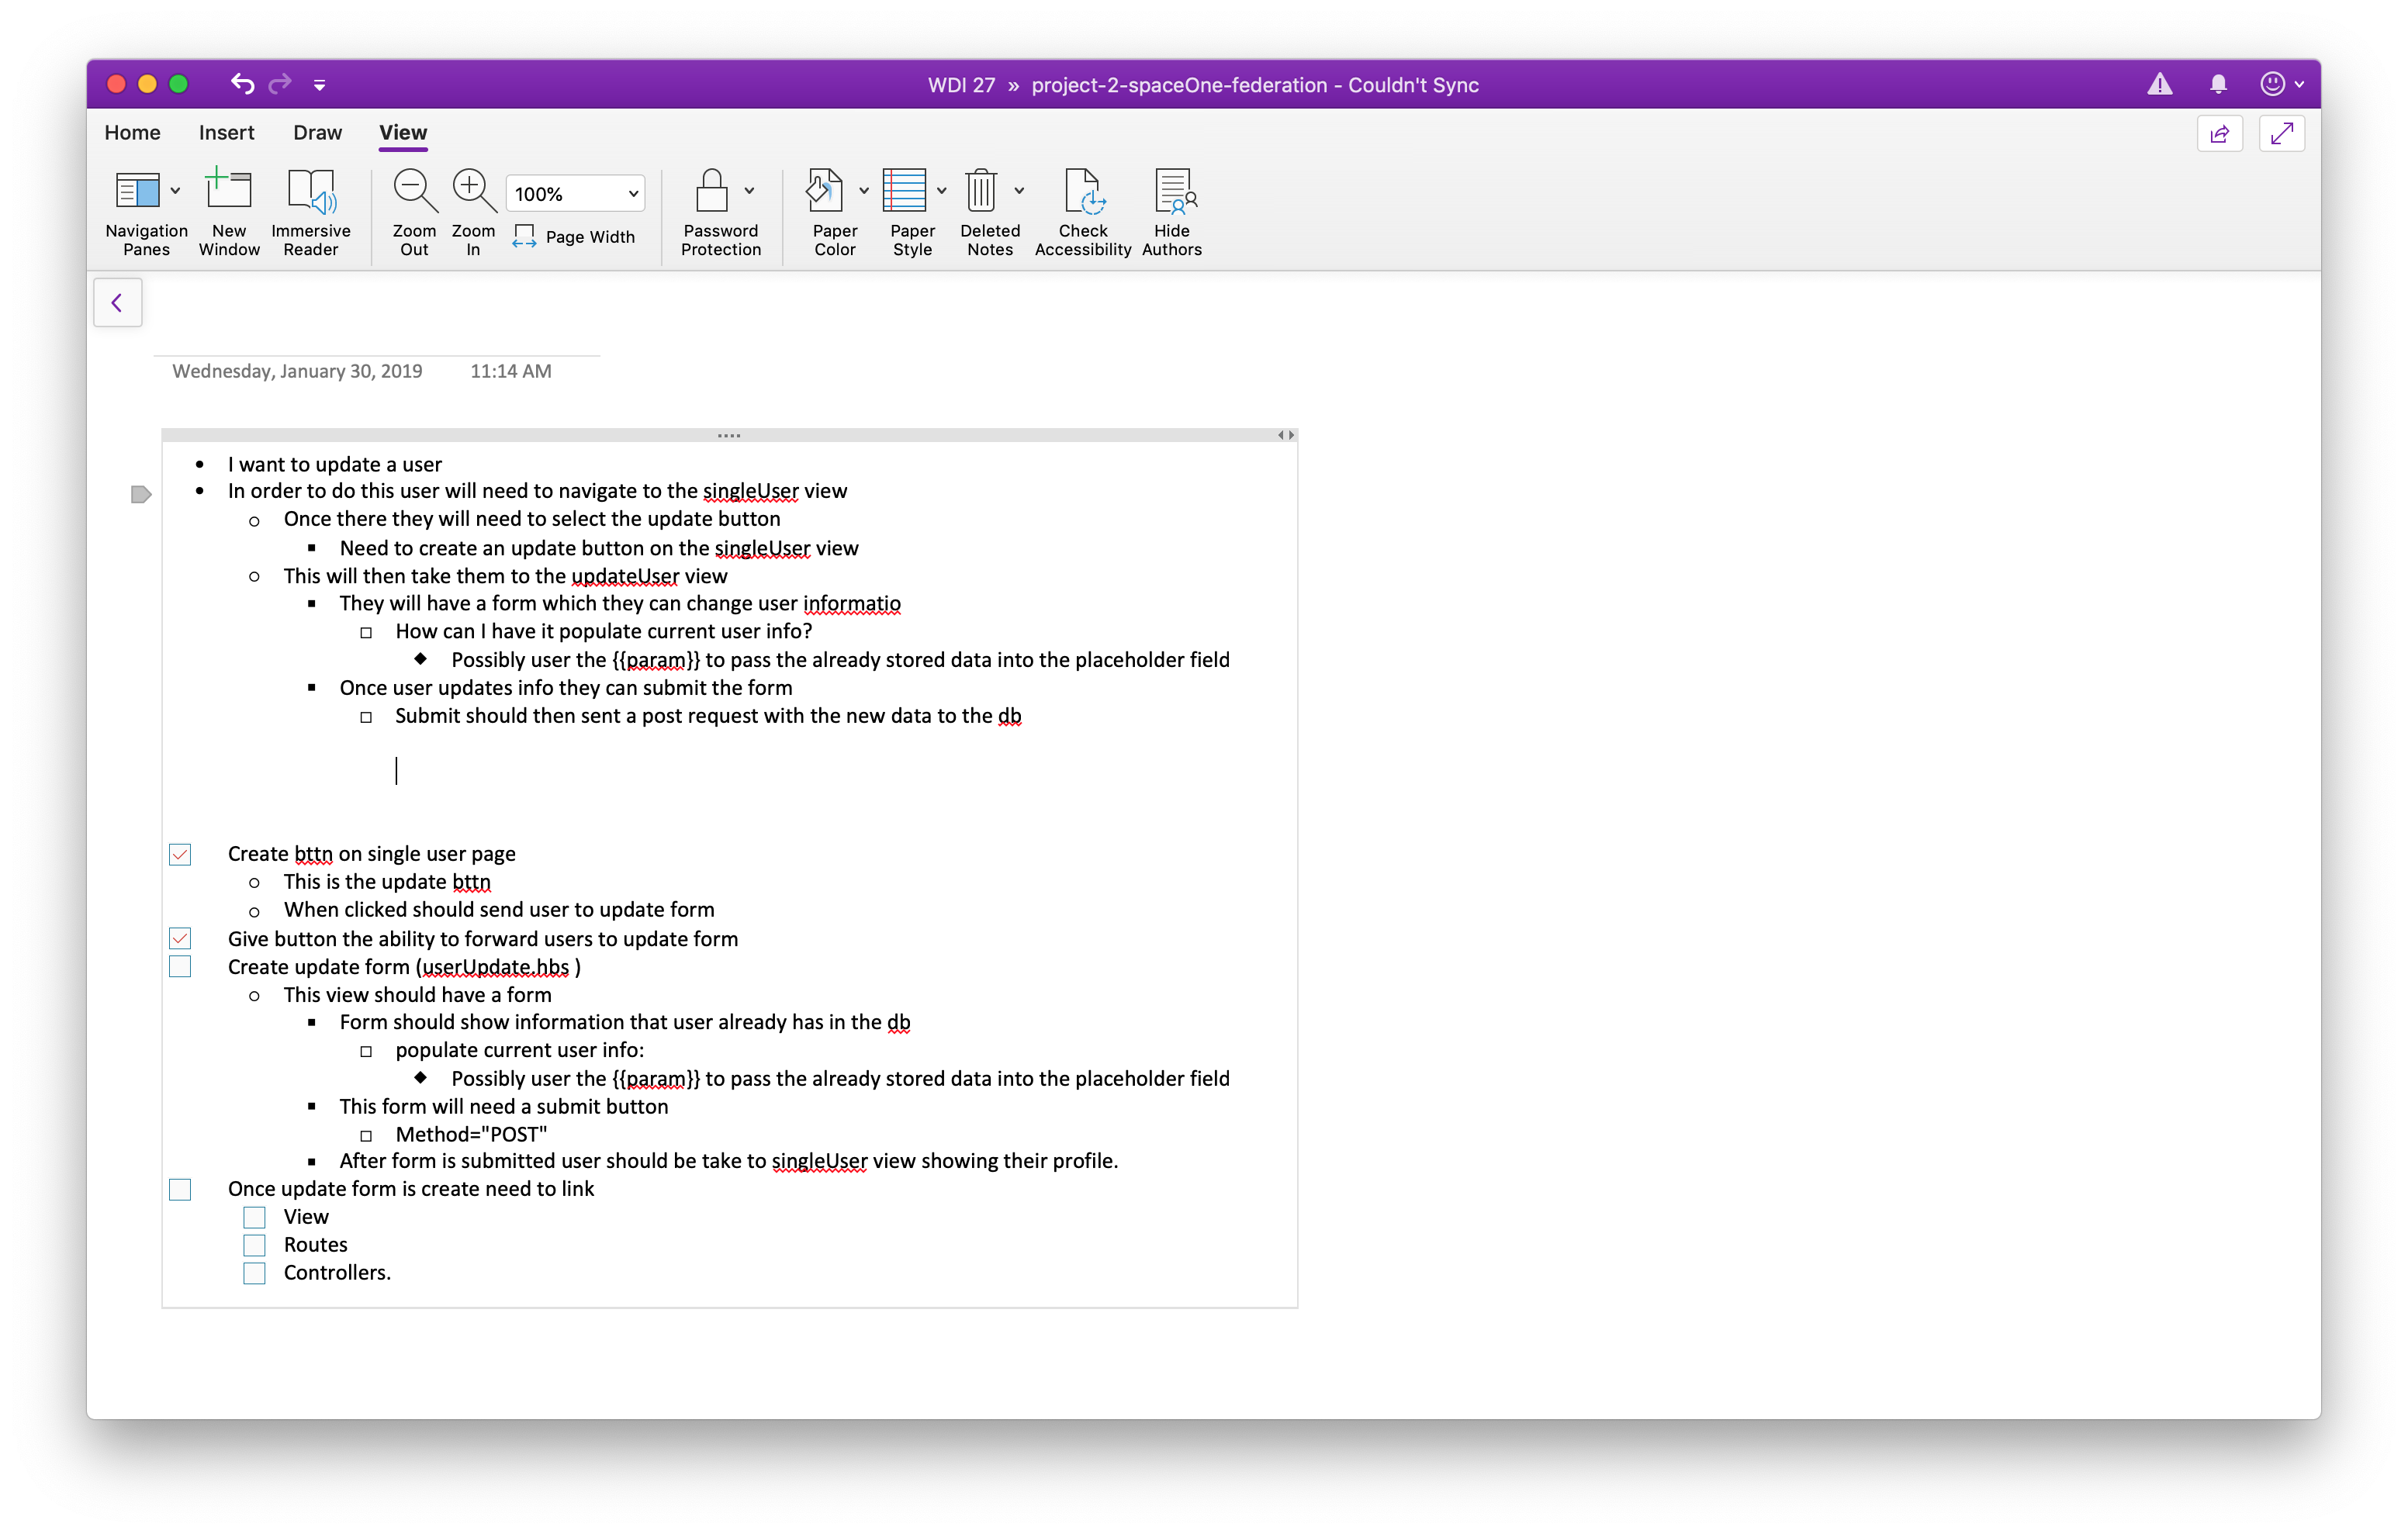 WDI 27 » project-2-spaceOne-federation - Couldn't Sync
Home Insert Draw View
Navigation Panes
New Window
Immersive Reader
Zoom Out
Zoom In
100%
Page Width
Password Protection
Paper Color
Paper Style
Deleted Notes
Check Accessibility
Hide Authors
Wednesday, January 30, 2019 11:14 AM
I want to update a user
In order to do this user will need to navigate to the singleUser view
Once there they will need to select the update button
Need to create an update button on the singleUser view
This will then take them to the updateUser view
They will have a form which they can change user informatio
How can I have it populate current user info?
Possibly user the {{param}} to pass the already stored data into the placeholder field
Once user updates info they can submit the form
Submit should then sent a post request with the new data to the db
Create bttn on single user page
This is the update bttn
When clicked should send user to update form
Give button the ability to forward users to update form
Create update form (userUpdate.hbs )
This view should have a form
Form should show information that user already has in the db
populate current user info:
Possibly user the {{param}} to pass the already stored data into the placeholder field
This form will need a submit button
Method="POST"
After form is submitted user should be take to singleUser view showing their profile.
Once update form is create need to link
View
Routes
Controllers.